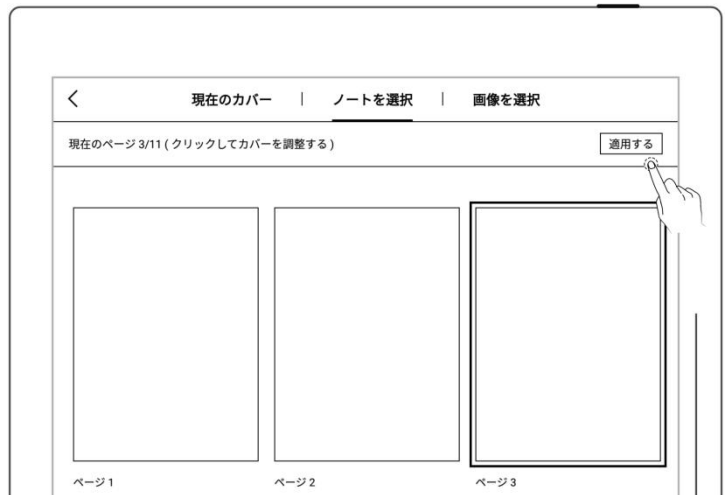 現在のカバー | ノートを選択 | 画像を選択
現在のページ 3/11 ( クリックしてカバーを調整する ) 適用する
ページ 1 ページ 2 ページ 3